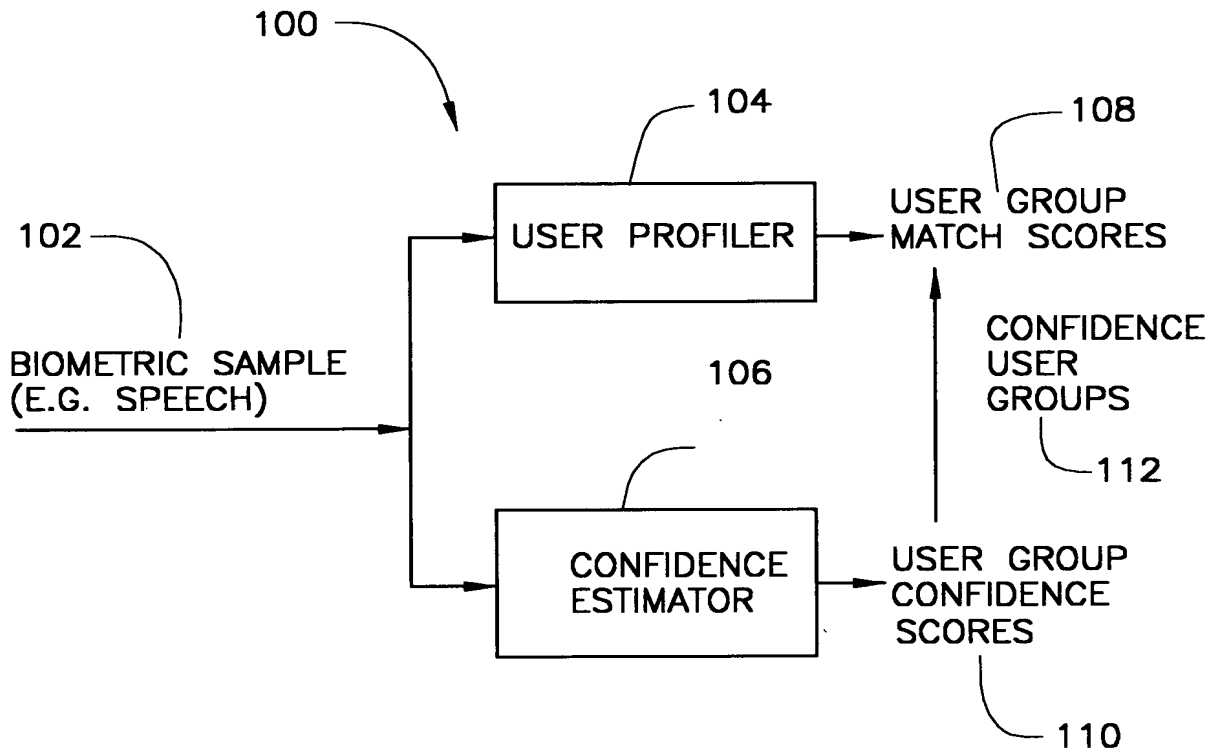 100
104
108
USER GROUP
MATCH SCORES
102
USER PROFILER
BIOMETRIC SAMPLE
(E.G. SPEECH)
CONFIDENCE
USER
GROUPS
106
112
CONFIDENCE
ESTIMATOR
USER GROUP
CONFIDENCE
SCORES
110